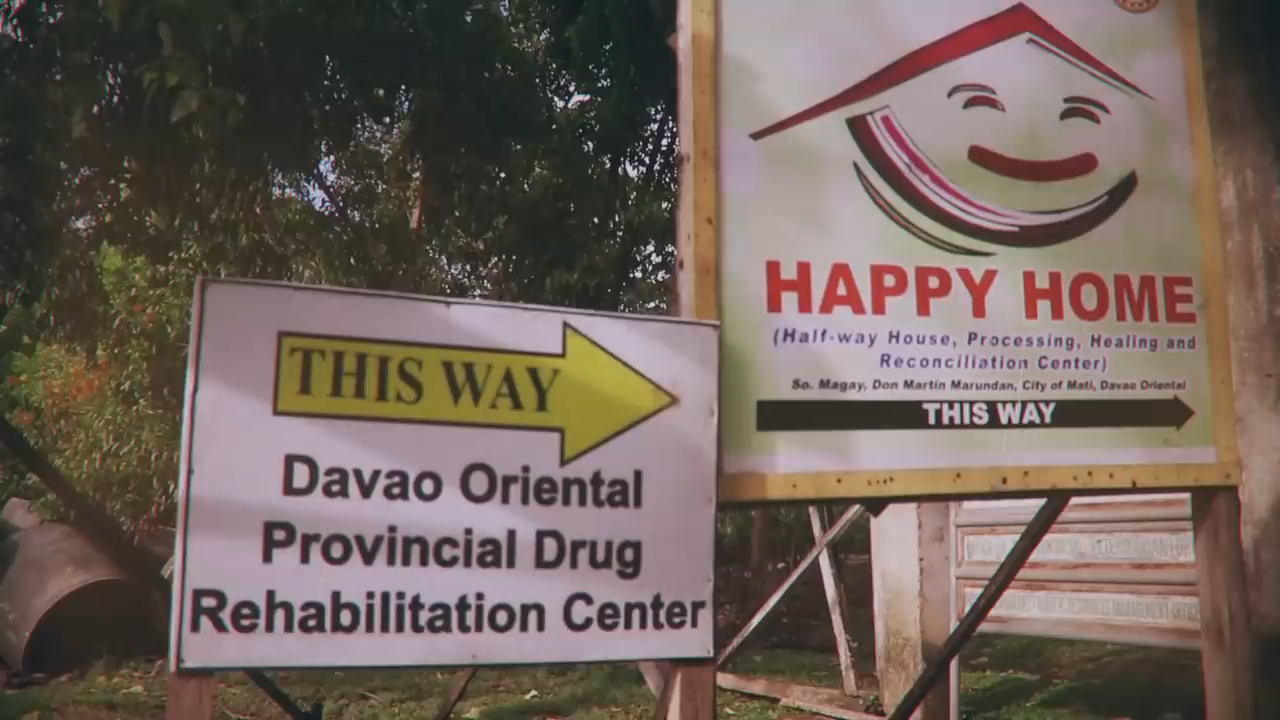 THIS WAY
Davao Oriental
Provincial Drug
Rehabilitation Center
HAPPY HOME
(Half-way House, Processing, Healing and
Reconciliation Center)
So. Magay, Don Martin Marundan, City of Mati, Davao Oriental
THIS WAY